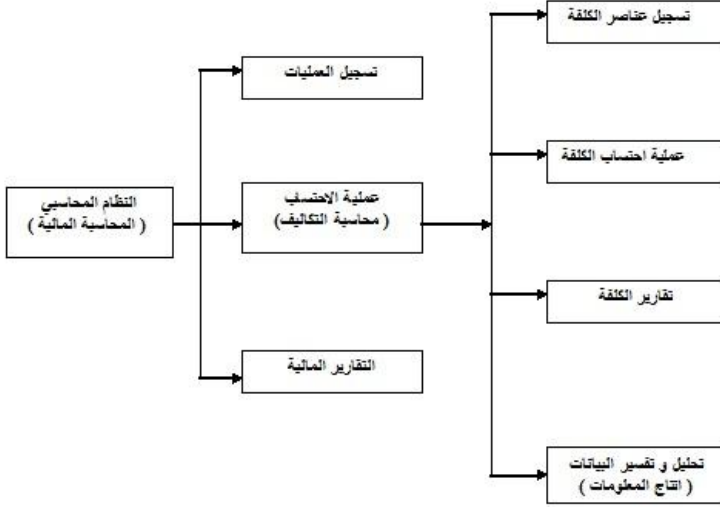 تسجيل عناصر الكلفة
تسجيل العمليات
عملية احتساب الكلفة
النظام المحاسبي
( المحاسبة المالية )
عملية الاحتساب
( محاسبة التكاليف)
تقارير الكلفة
التقارير المالية
تحليل و تفسير البيانات
( انتاج المعلومات )